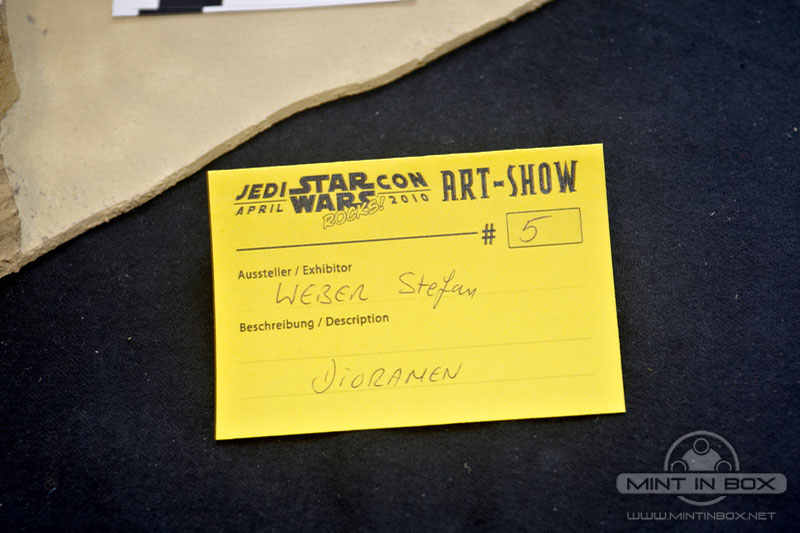 JEDI STAR WARS CON ART-SHOW
APRIL ROCKS! 2010
# 5
Aussteller / Exhibitor
WEBER Stefan
Beschreibung / Description
DiORAMEN
MINT IN BOX
WWW.MINTINBOX.NET